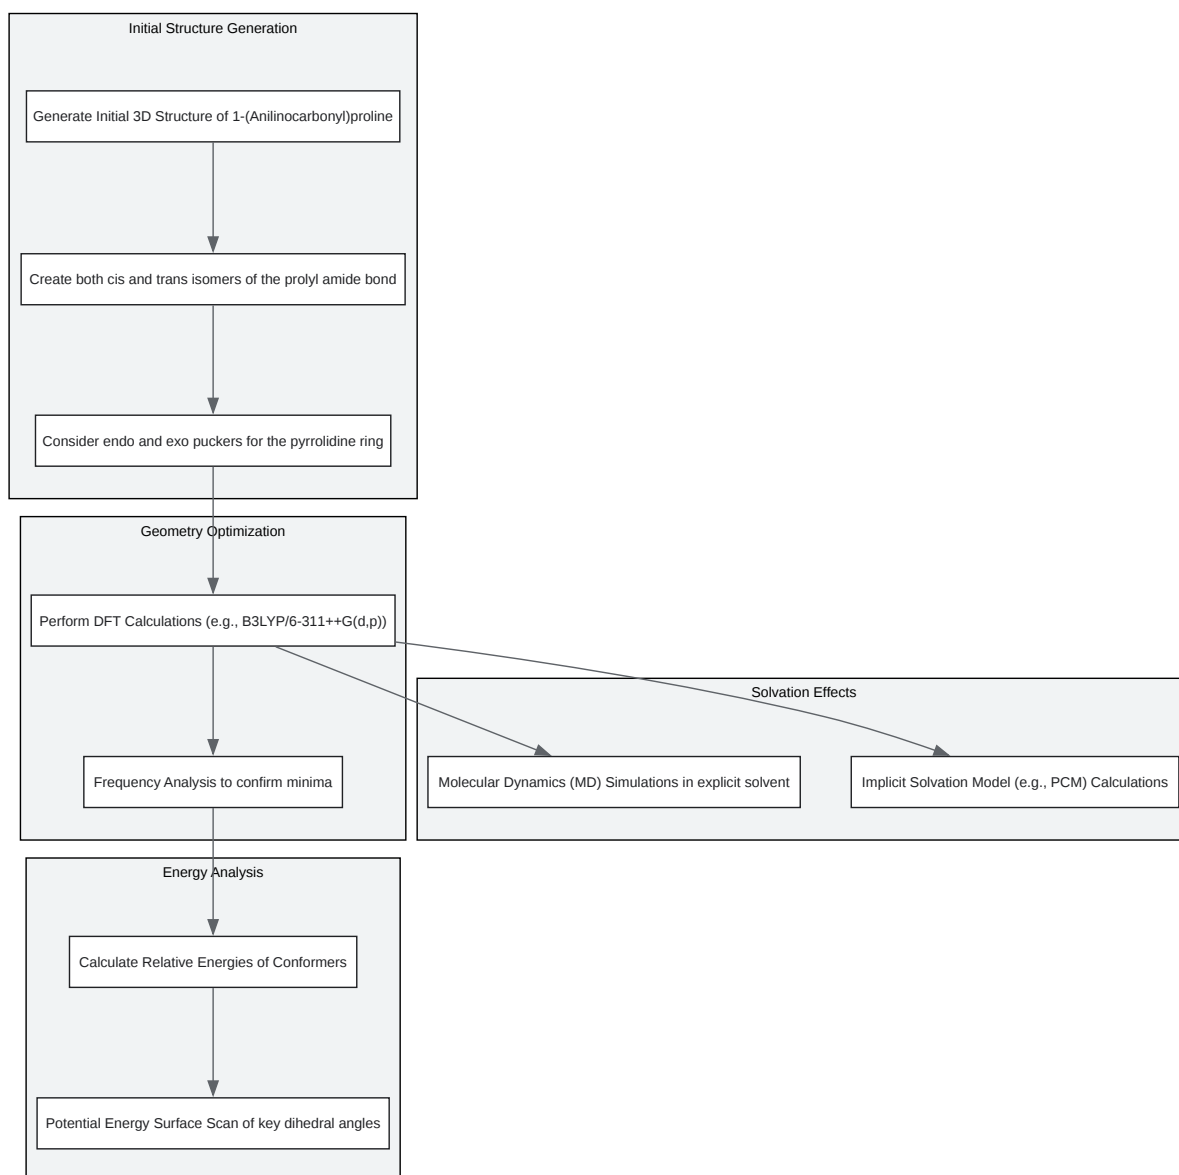 Initial Structure Generation
Generate Initial 3D Structure of 1-(Anilinocarbonyl)proline
Create both cis and trans isomers of the prolyl amide bond
Consider endo and exo puckers for the pyrrolidine ring
Geometry Optimization
Perform DFT Calculations (e.g., B3LYP/6-311++G(d,p))
Frequency Analysis to confirm minima
Solvation Effects
Molecular Dynamics (MD) Simulations in explicit solvent
Implicit Solvation Model (e.g., PCM) Calculations
Energy Analysis
Calculate Relative Energies of Conformers
Potential Energy Surface Scan of key dihedral angles